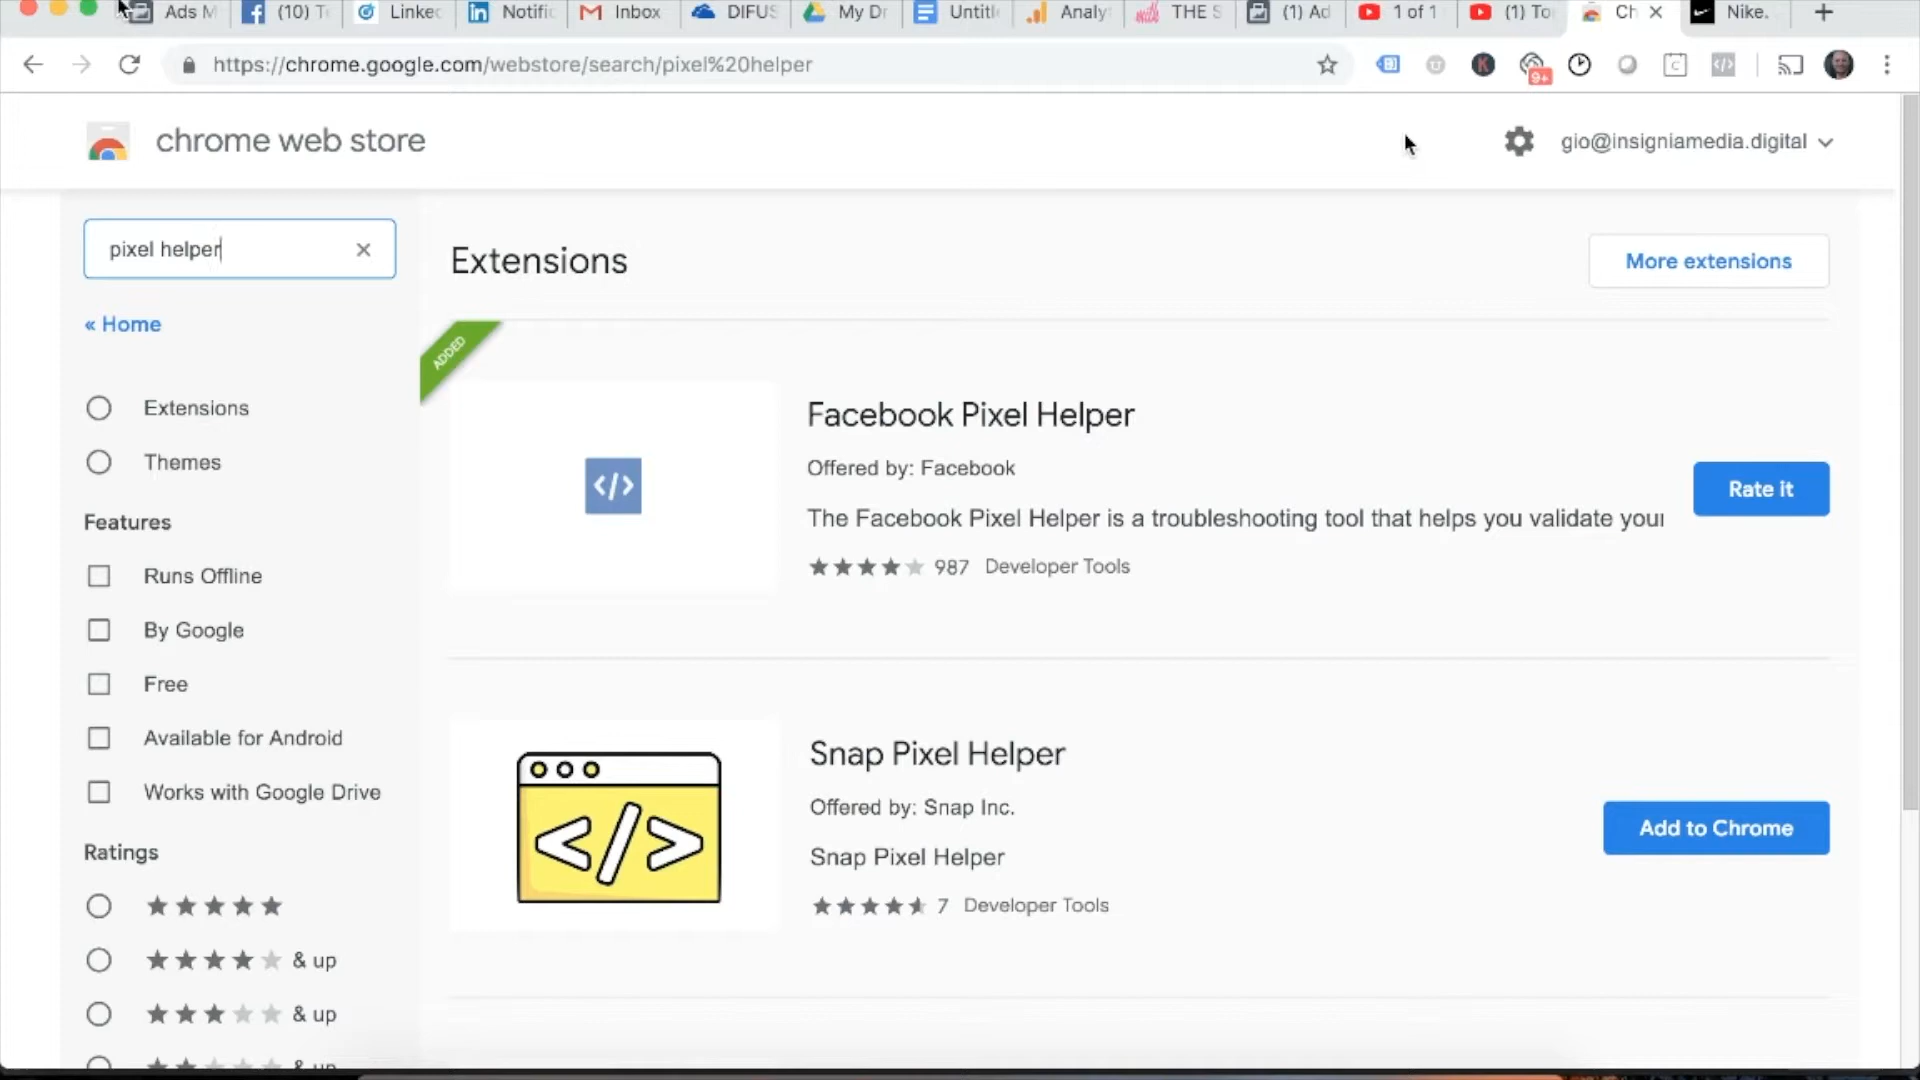 Ads M
(10) T
Linke
Notific
Inbox
DIFUS
My Dr
Untitl
Analy
THE S
(1) Ad
1 of 1
(1) To
Ch
Nike.
https://chrome.google.com/webstore/search/pixel%20helper
9+
chrome web store
gio@insigniamedia.digital
pixel helper
Extensions
More extensions
« Home
ADDED
Extensions
Themes
Facebook Pixel Helper
Offered by: Facebook
The Facebook Pixel Helper is a troubleshooting tool that helps you validate your
987 Developer Tools
Rate it
Features
Runs Offline
By Google
Free
Available for Android
Works with Google Drive
Snap Pixel Helper
Offered by: Snap Inc.
Snap Pixel Helper
7 Developer Tools
Add to Chrome
Ratings
& up
& up
& up